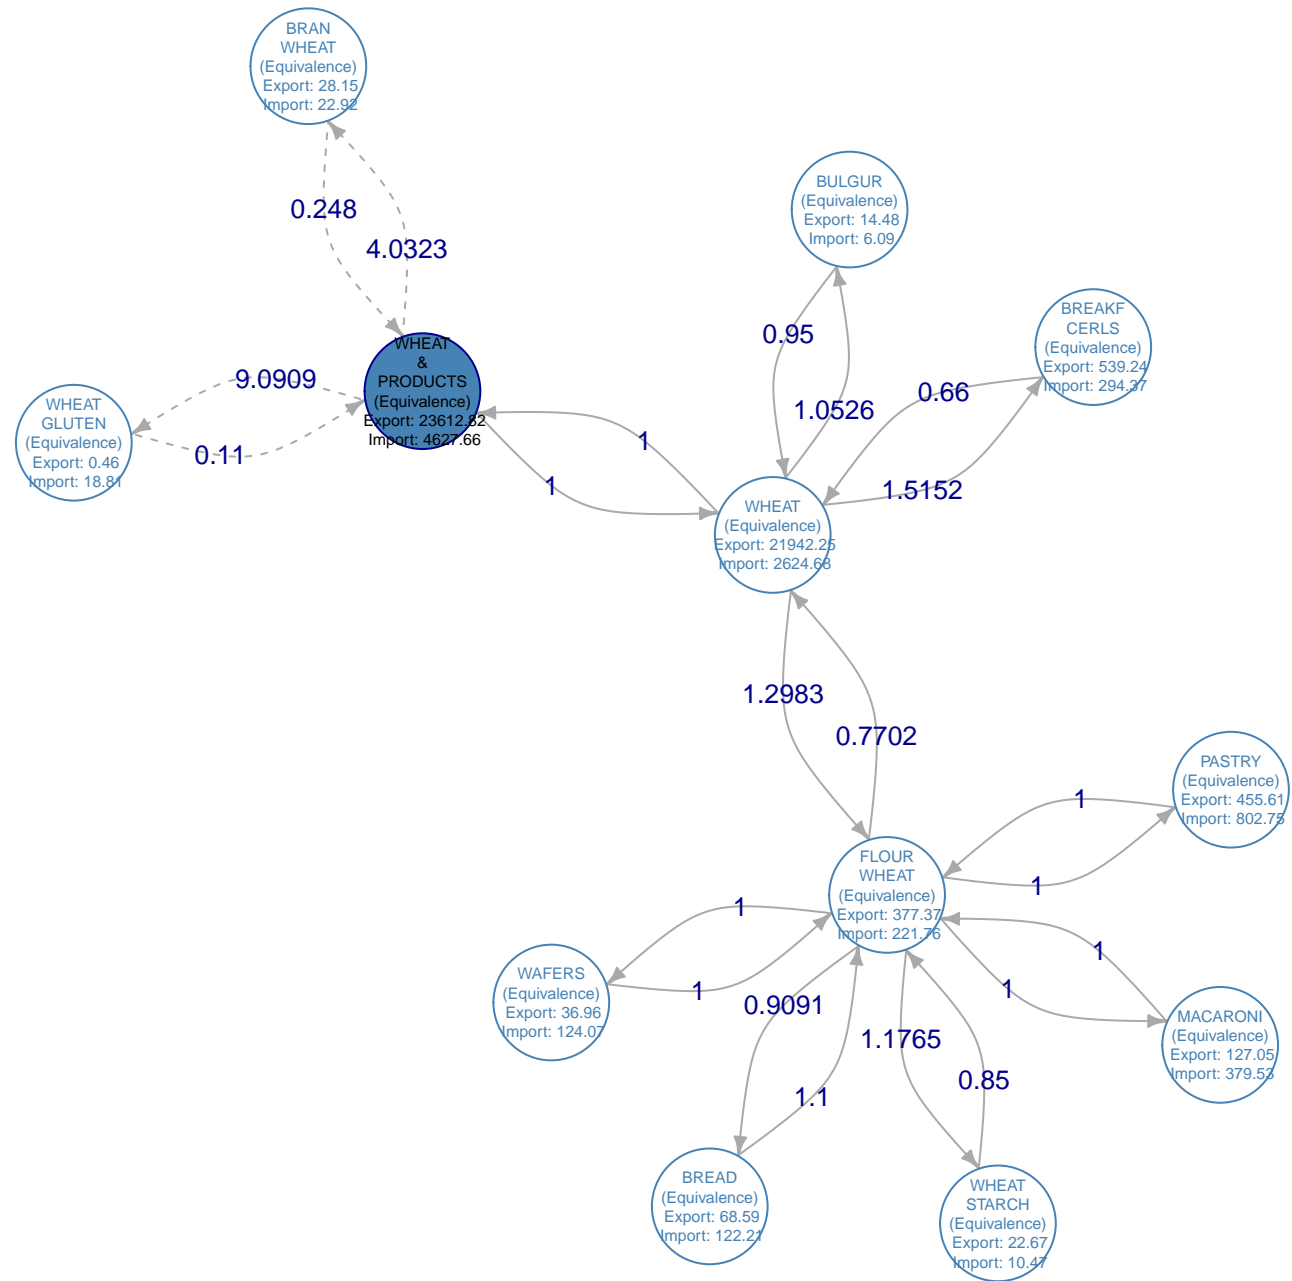 BRAN
WHEAT
(Equivalence)
Export: 28.15
Import: 22.92
0.248
4.0323
BULGUR
(Equivalence)
Export: 14.48
Import: 6.09
0.95
1.0526
BREAKF
CERLS
(Equivalence)
Export: 539.24
Import: 294.37
0.66
1.5152
WHEAT
&
PRODUCTS
(Equivalence)
Export: 23612.82
Import: 4627.66
9.0909
0.11
WHEAT
GLUTEN
(Equivalence)
Export: 0.46
Import: 18.81
1
1
WHEAT
(Equivalence)
Export: 21942.25
Import: 2624.68
1.2983
0.7702
PASTRY
(Equivalence)
Export: 455.61
Import: 802.75
1
1
FLOUR
WHEAT
(Equivalence)
Export: 377.37
Import: 221.76
1
1
WAFERS
(Equivalence)
Export: 36.96
Import: 124.07
1
1
MACARONI
(Equivalence)
Export: 127.05
Import: 379.53
0.9091
1.1
1.1765
0.85
BREAD
(Equivalence)
Export: 68.59
Import: 122.21
WHEAT
STARCH
(Equivalence)
Export: 22.67
Import: 10.47